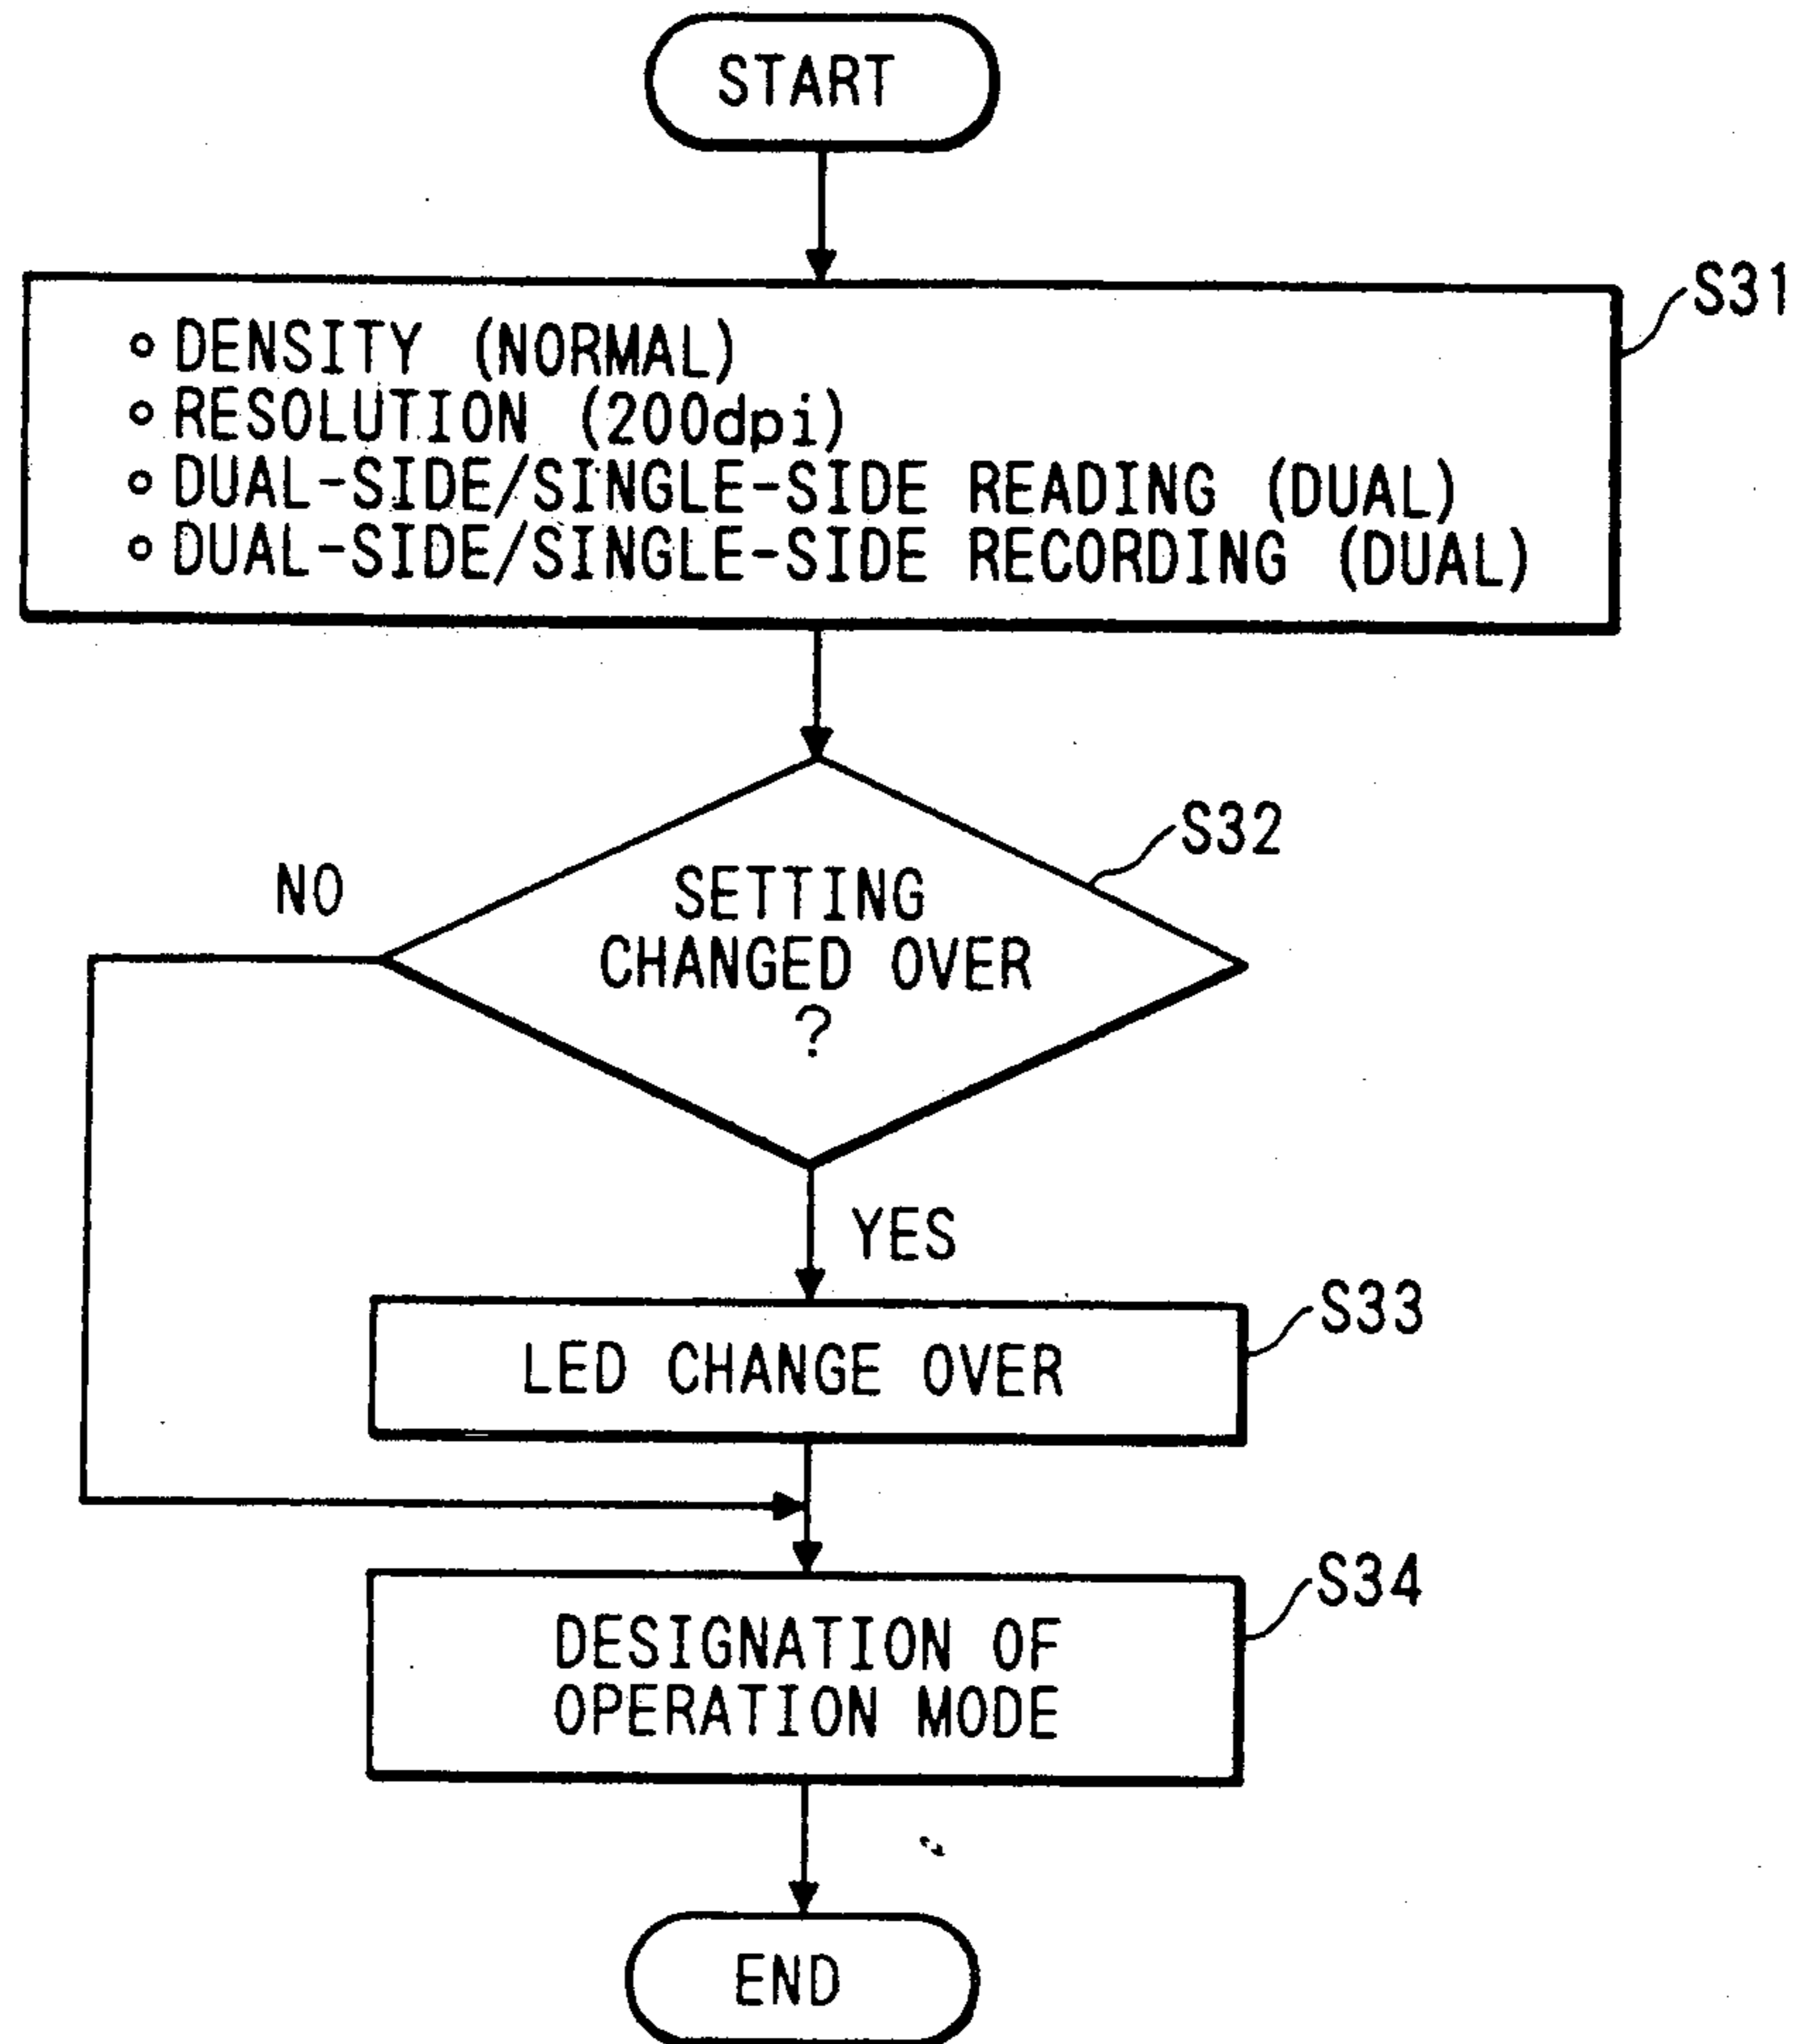 START
S31
∘ DENSITY (NORMAL)
∘ RESOLUTION (200dpi)
∘ DUAL-SIDE/SINGLE-SIDE READING (DUAL)
∘ DUAL-SIDE/SINGLE-SIDE RECORDING (DUAL)
S32
NO
SETTING
CHANGED OVER
?
YES
S33
LED CHANGE OVER
S34
DESIGNATION OF
OPERATION MODE
END